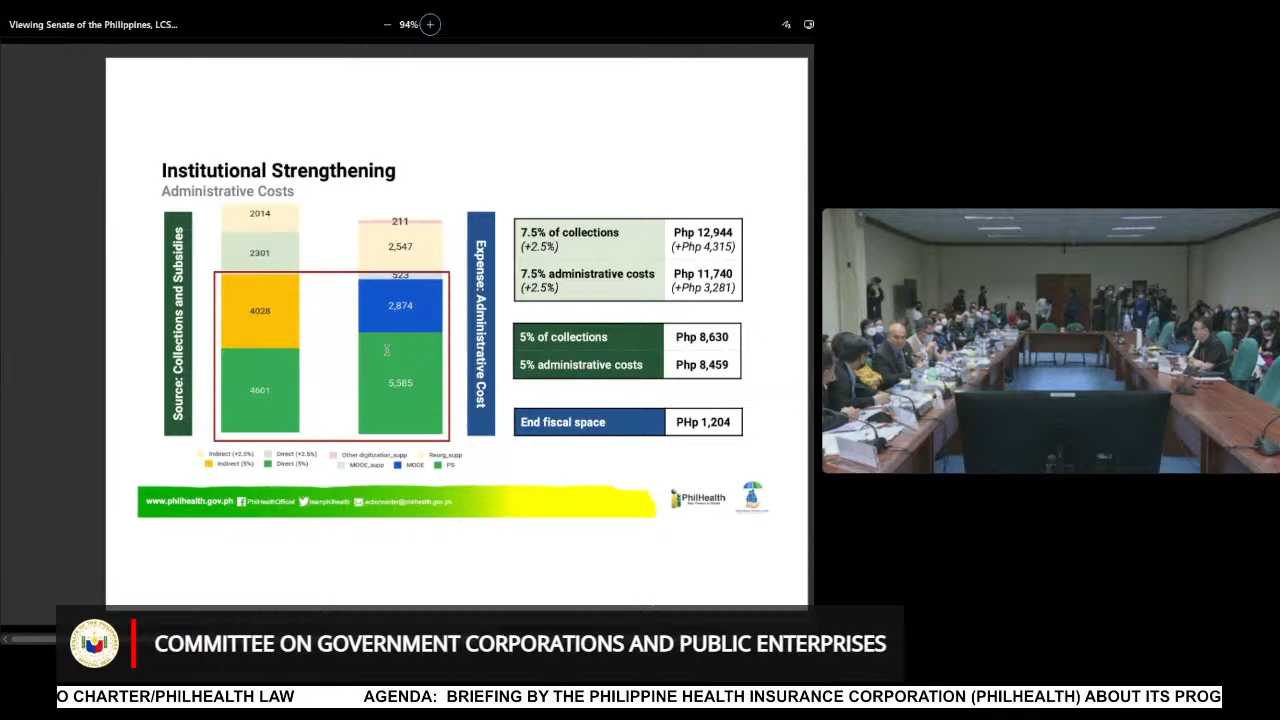 Viewing Senate of the Philippines, LCS...
94%
Institutional Strengthening
Administrative Costs
Source: Collections and Subsidies
2014
2301
4028
4601
211
2,547
523
2,874
5,585
Expense: Administrative Cost
7.5% of collections Php 12,944
(+2.5%) (+Php 4,315)
7.5% administrative costs Php 11,740
(+2.5%) (+Php 3,281)
5% of collections Php 8,630
5% administrative costs Php 8,459
End fiscal space PHp 1,204
Indirect (+2.5%) Direct (+2.5%) Other digitization_supp Reorg_supp
Indirect (5%) Direct (5%) MOOE_supp MOOE PS
www.philhealth.gov.ph PhilHealthOfficial teamphilhealth actioncenter@philhealth.gov.ph
PhilHealth
COMMITTEE ON GOVERNMENT CORPORATIONS AND PUBLIC ENTERPRISES
O CHARTER/PHILHEALTH LAW AGENDA: BRIEFING BY THE PHILIPPINE HEALTH INSURANCE CORPORATION (PHILHEALTH) ABOUT ITS PROG